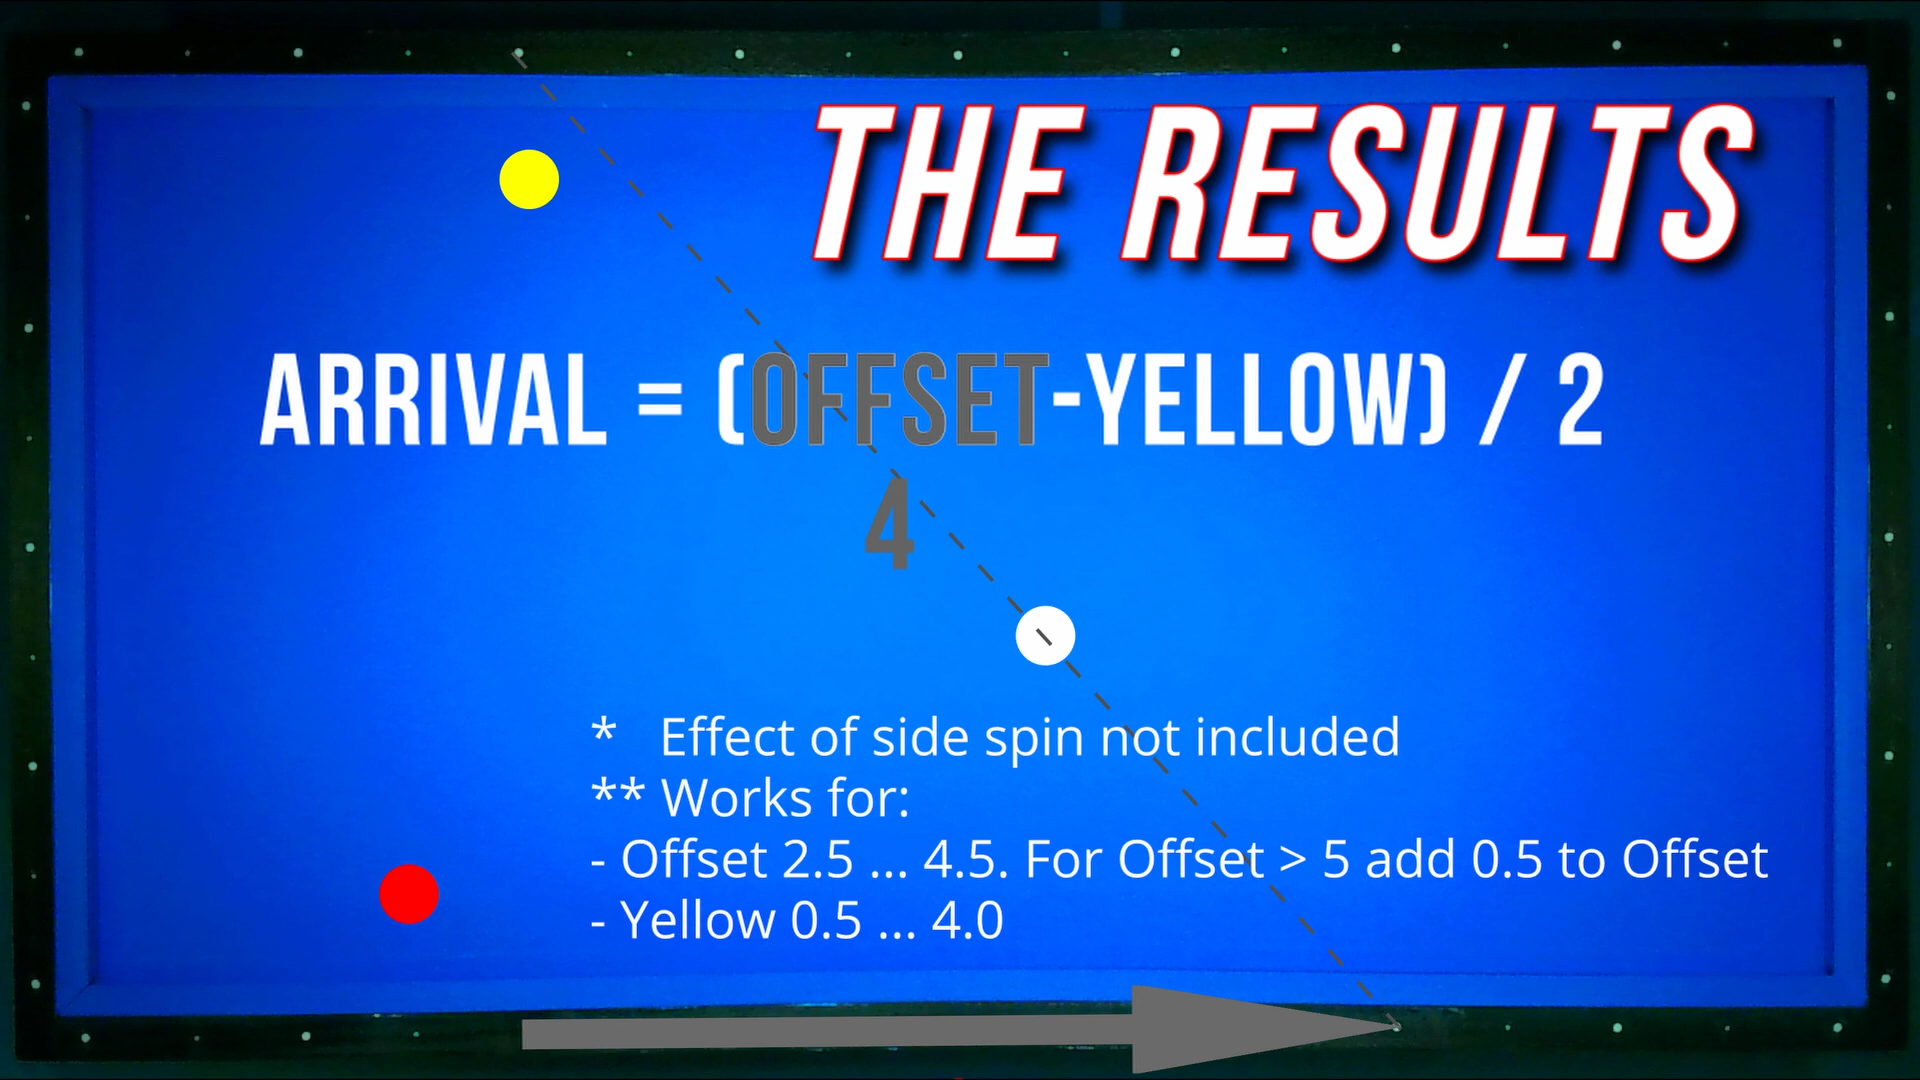 THE RESULTS
ARRIVAL = (OFFSET-YELLOW) / 2
4
* Effect of side spin not included
** Works for:
- Offset 2.5 ... 4.5. For Offset > 5 add 0.5 to Offset
- Yellow 0.5 ... 4.0